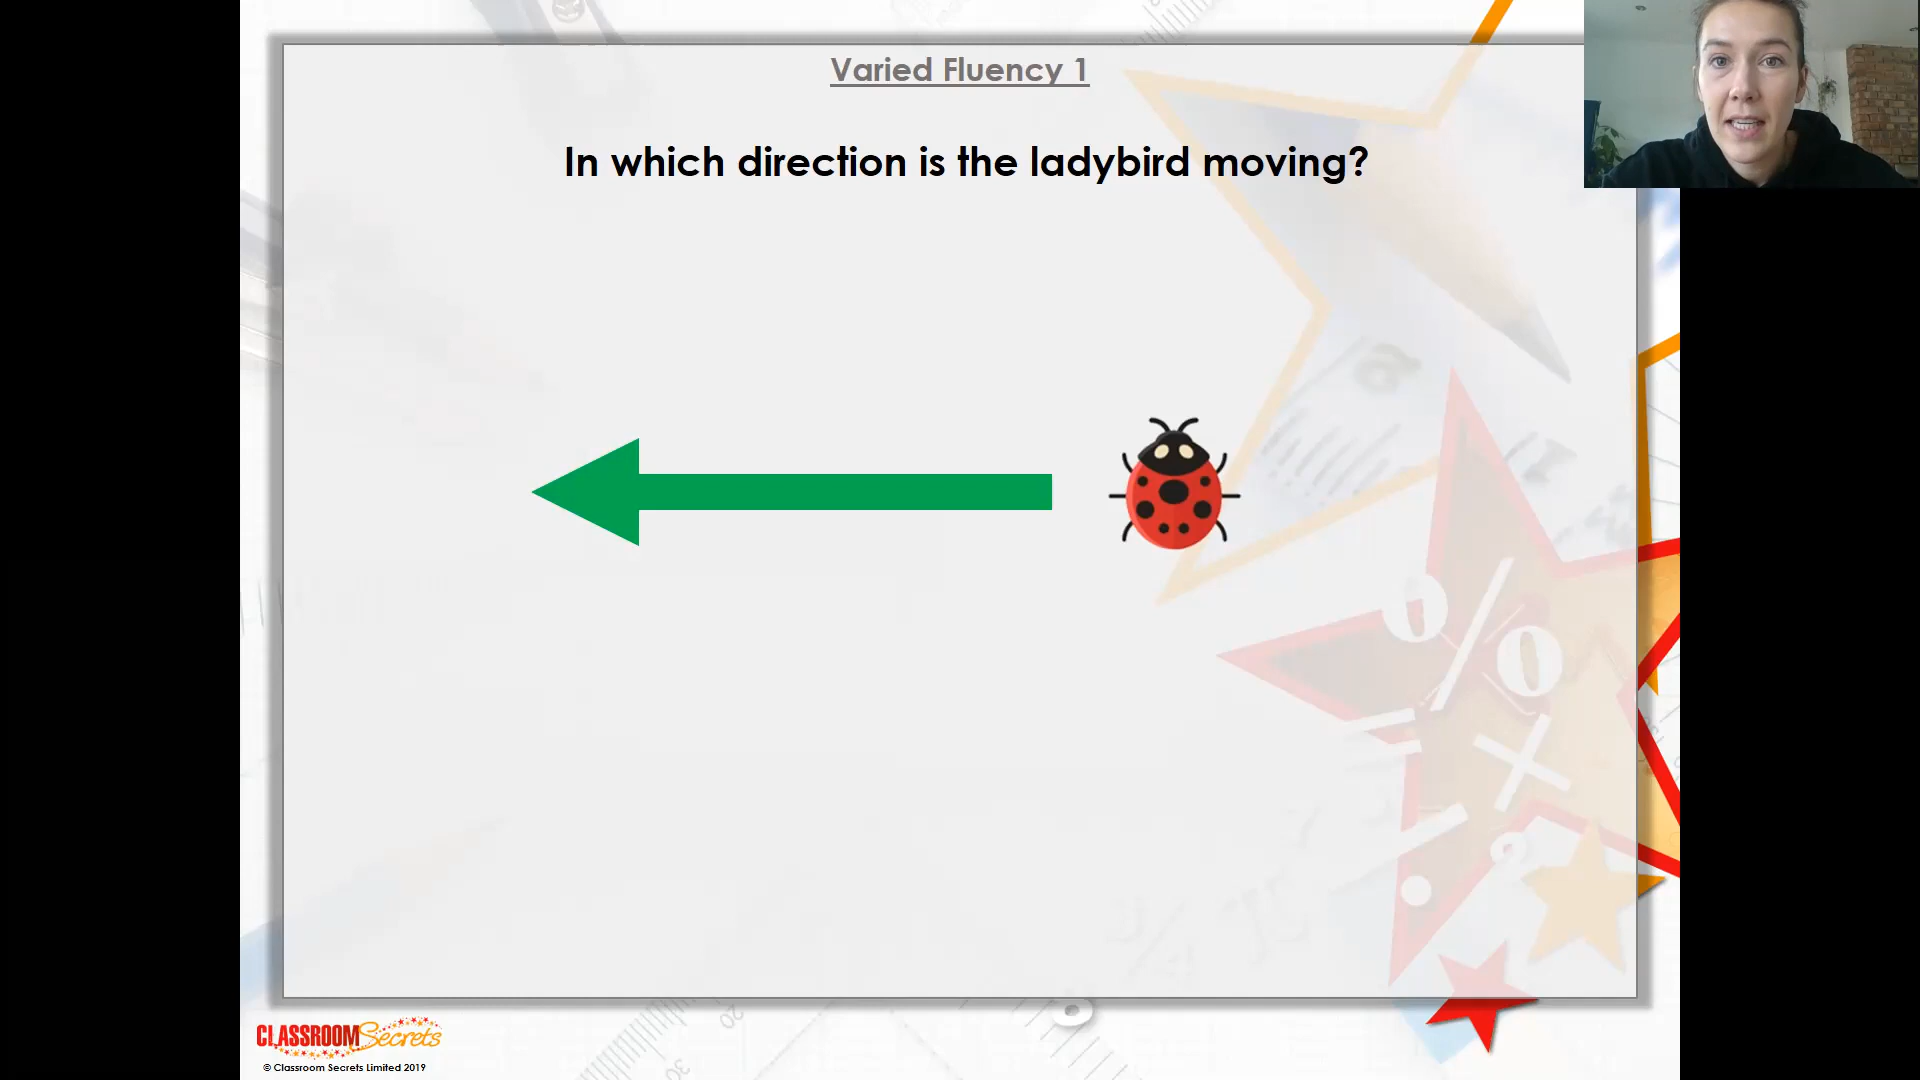 Varied Fluency 1
In which direction is the ladybird moving?
CLASSROOM Secrets
© Classroom Secrets Limited 2019